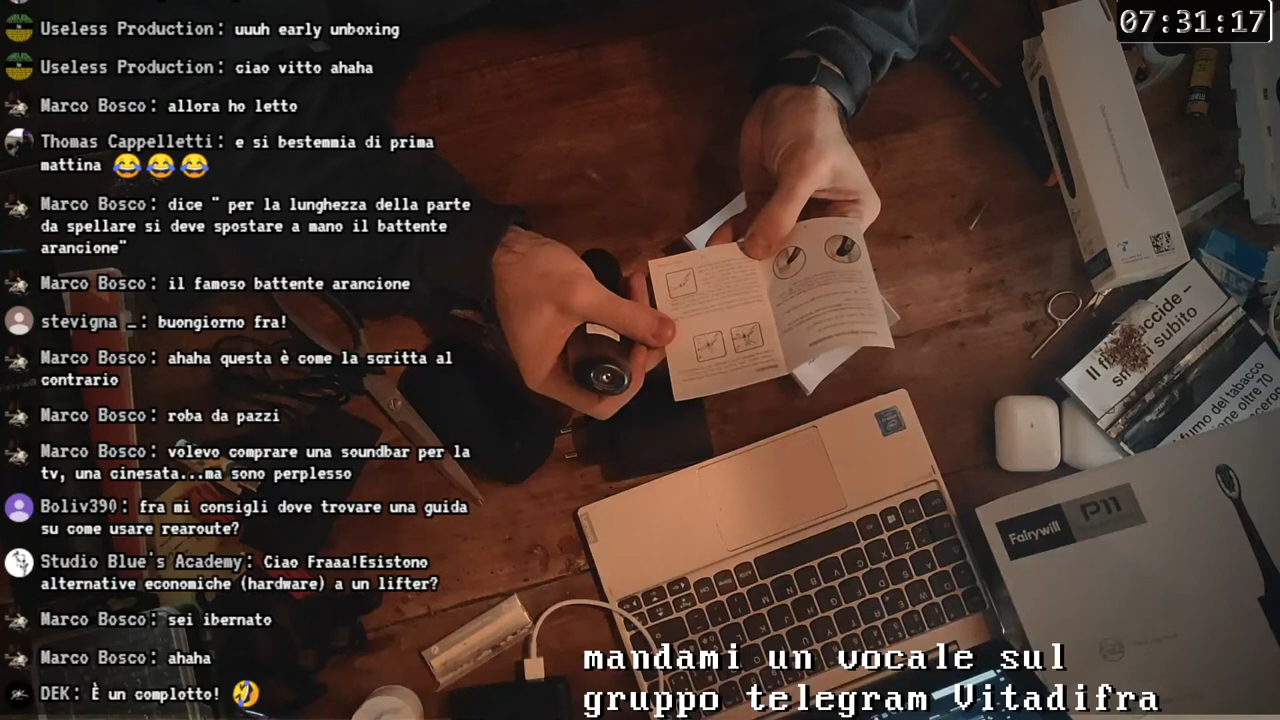 07:31:17
Useless Production: uuuh early unboxing
Useless Production: ciao vitto ahaha
Marco Bosco: allora ho letto
Thomas Cappelletti: e si bestemmia di prima
mattina 😂😂😂
Marco Bosco: dice " per la lunghezza della parte
da spellare si deve spostare a mano il battente
arancione"
Marco Bosco: il famoso battente arancione
stevigna _: buongiorno fra!
Marco Bosco: ahaha questa è come la scritta al
contrario
Marco Bosco: roba da pazzi
Marco Bosco: volevo comprare una soundbar per la
tv, una cinesata...ma sono perplesso
Boliv390: fra mi consigli dove trovare una guida
su come usare rearoute?
Studio Blue's Academy: Ciao Fraaa!Esistono
alternative economiche (hardware) a un lifter?
Marco Bosco: sei ibernato
Marco Bosco: ahaha
DEK: È un complotto! 🤣
Fairywill P11
mandami un vocale sul
gruppo telegram Vitadifra